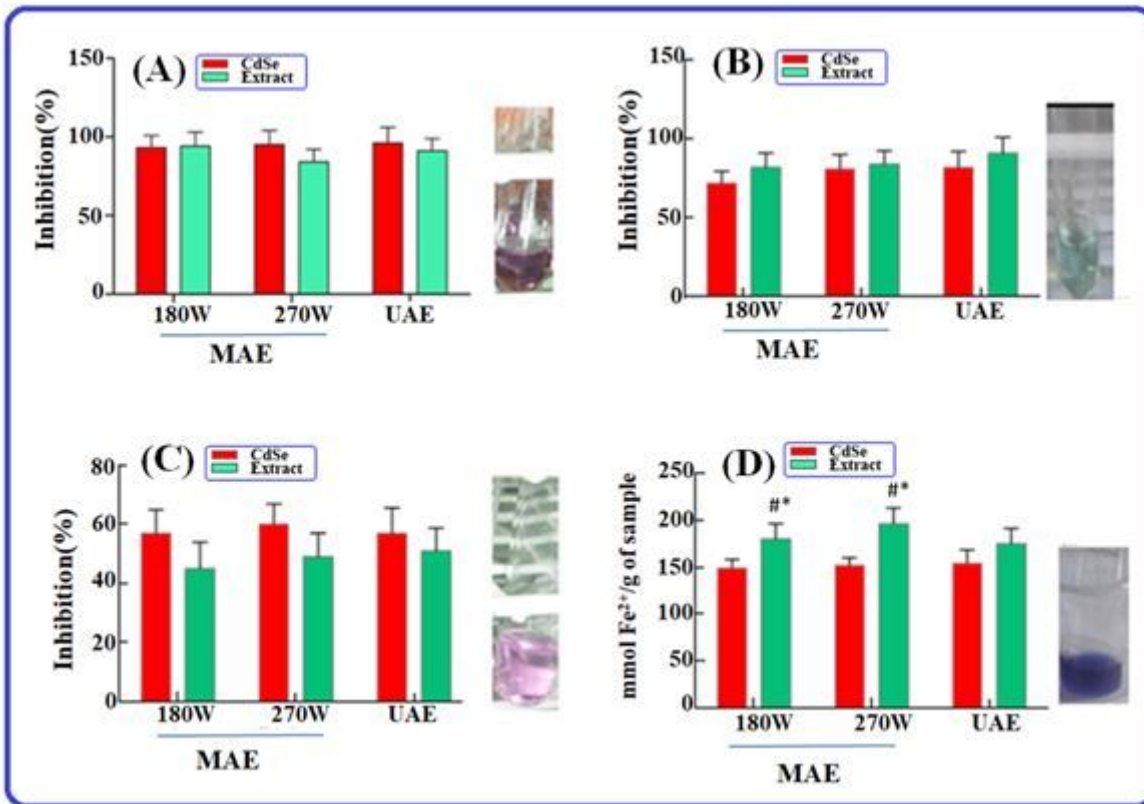 (A)
CdSe
Extract
Inhibition(%)
150
100
50
0
180W 270W UAE
MAE
(B)
CdSe
Extract
Inhibition(%)
150
100
50
0
180W 270W UAE
MAE
(C)
CdSe
Extract
Inhibition(%)
80
60
40
20
0
180W 270W UAE
MAE
(D)
CdSe
Extract
mmol Fe²⁺/g of sample
250
200
150
100
50
0
#* #*
180W 270W UAE
MAE